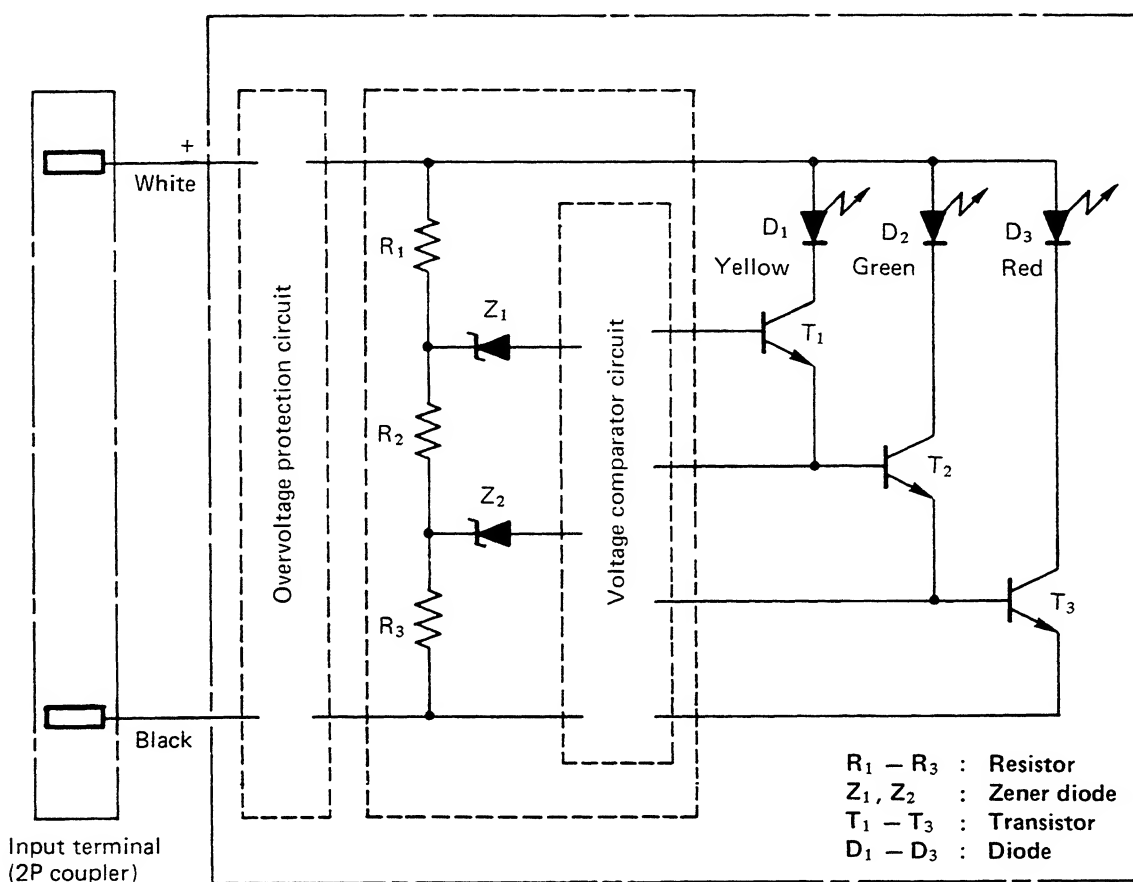 +
White
Black
Input terminal
(2P coupler)
Overvoltage protection circuit
R₁
R₂
R₃
Z₁
Z₂
Voltage comparator circuit
D₁
Yellow
D₂
Green
D₃
Red
T₁
T₂
T₃
R₁ – R₃ : Resistor
Z₁, Z₂ : Zener diode
T₁ – T₃ : Transistor
D₁ – D₃ : Diode